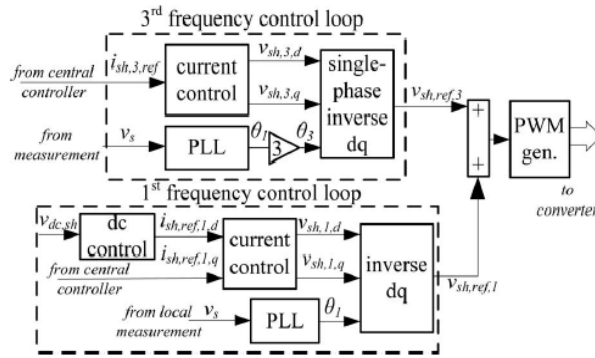 3rd frequency control loop
from central
controller
i_sh,3,ref
current
control
v_sh,3,d
v_sh,3,q
single-
phase
inverse
dq
v_sh,ref,3
from
measurement
v_s
PLL
θ_1
3
θ_3
+
+
PWM
gen.
to
converter
1st frequency control loop
v_dc,sh
dc
control
i_sh,ref,1,d
i_sh,ref,1,q
from central
controller
current
control
v_sh,1,d
v_sh,1,q
inverse
dq
v_sh,ref,1
from local
measurement
v_s
PLL
θ_1